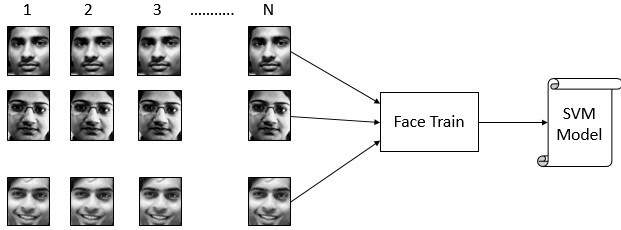 1 2 3 ........... N
Face Train
SVM
Model